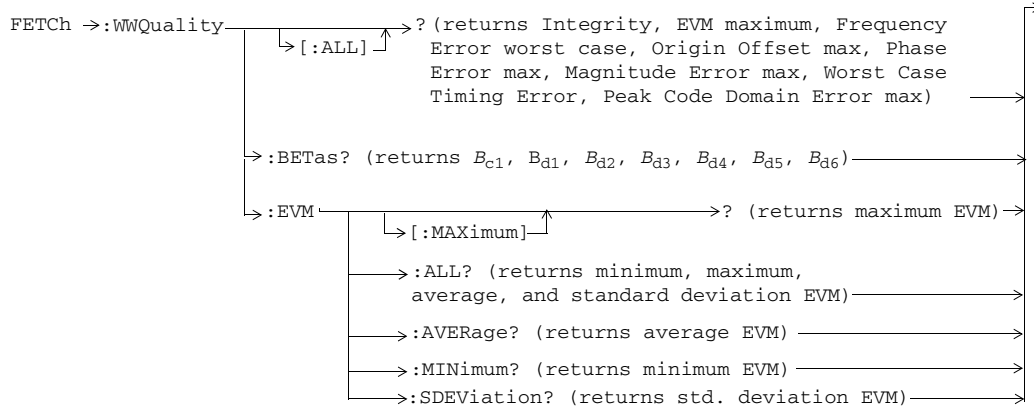 FETCh :WWQuality ? (returns Integrity, EVM maximum, Frequency
[:ALL] Error worst case, Origin Offset max, Phase
Error max, Magnitude Error max, Worst Case
Timing Error, Peak Code Domain Error max)
:BETas? (returns Bc1, Bd1, Bd2, Bd3, Bd4, Bd5, Bd6)
:EVM ? (returns maximum EVM)
[:MAXimum]
:ALL? (returns minimum, maximum,
average, and standard deviation EVM)
:AVERage? (returns average EVM)
:MINimum? (returns minimum EVM)
:SDEViation? (returns std. deviation EVM)